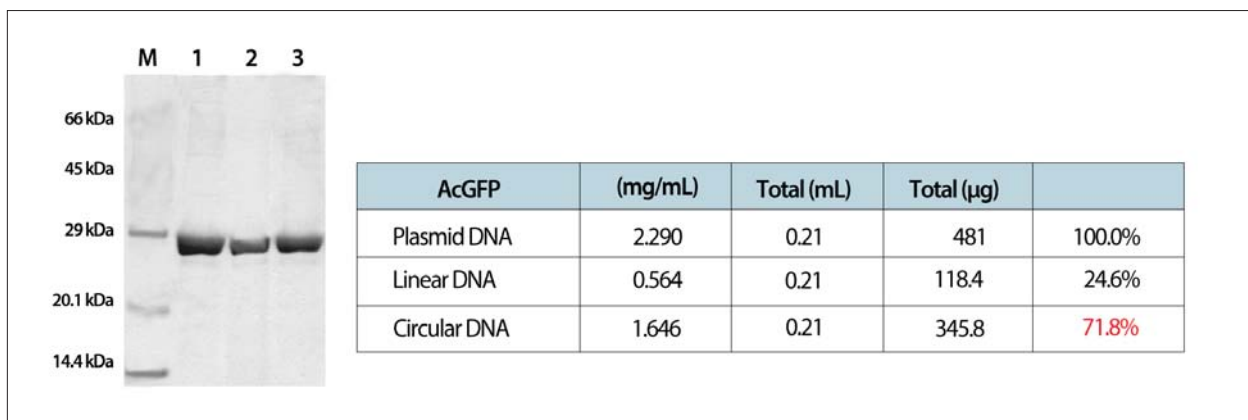 M 1 2 3
66 kDa
45 kDa
29 kDa
20.1 kDa
14.4 kDa
AcGFP (mg/mL) Total (mL) Total (μg)
Plasmid DNA 2.290 0.21 481 100.0%
Linear DNA 0.564 0.21 118.4 24.6%
Circular DNA 1.646 0.21 345.8 71.8%